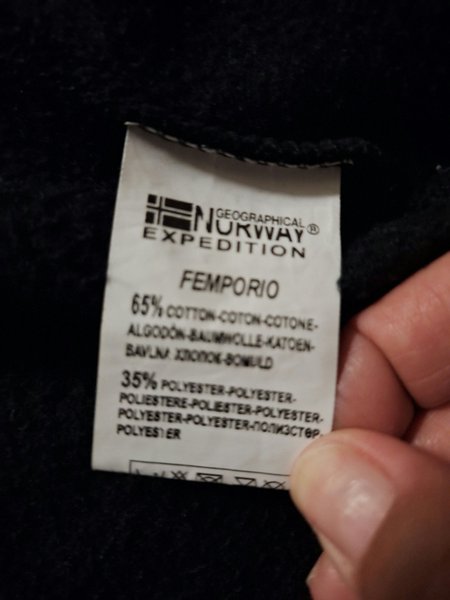 GEOGRAPHICAL
NORWAY®
EXPEDITION
FEMPORIO
65% COTTON-COTON-COTONE-
ALGODÓN-BAUMWOLLE-KATOEN-
BAVLNA-ХЛОПОК-BOMULD
35% POLYESTER-POLYESTER-
POLIESTERE-POLIESTER-POLYESTER-
POLYESTER-POLYESTER-ПОЛИЭСТЕР-
POLYESTER